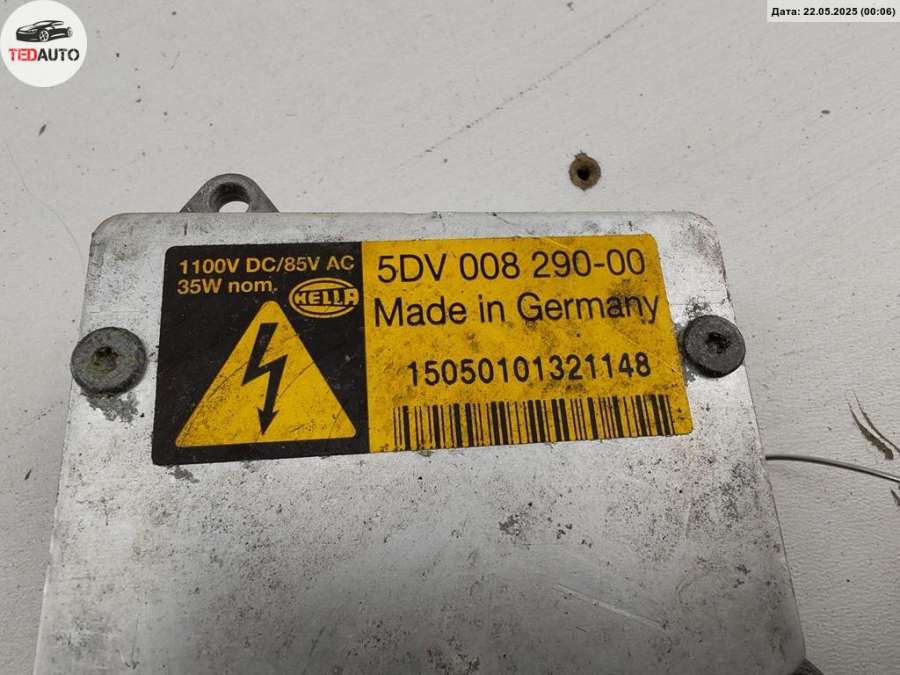 TEDAUTO
Дата: 22.05.2025 (00:06)
1100V DC/85V AC
35W nom.
HELLA
5DV 008 290-00
Made in Germany
15050101321148